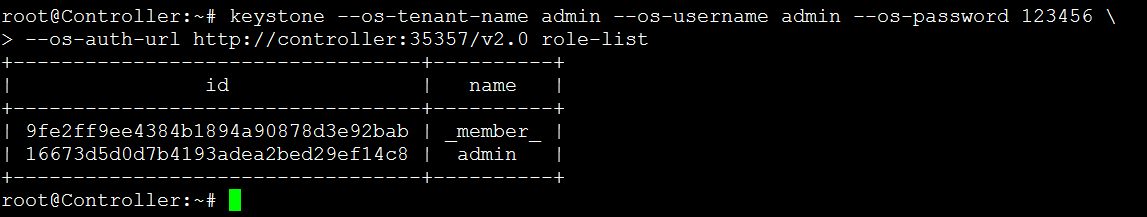 root@Controller:~# keystone --os-tenant-name admin --os-username admin --os-password 123456 \
> --os-auth-url http://controller:35357/v2.0 role-list
+----------------------------------+----------+
|                id                |   name   |
+----------------------------------+----------+
| 9fe2ff9ee4384b1894a90878d3e92bab | _member_ |
| 16673d5d0d7b4193adea2bed29ef14c8 |  admin   |
+----------------------------------+----------+
root@Controller:~#